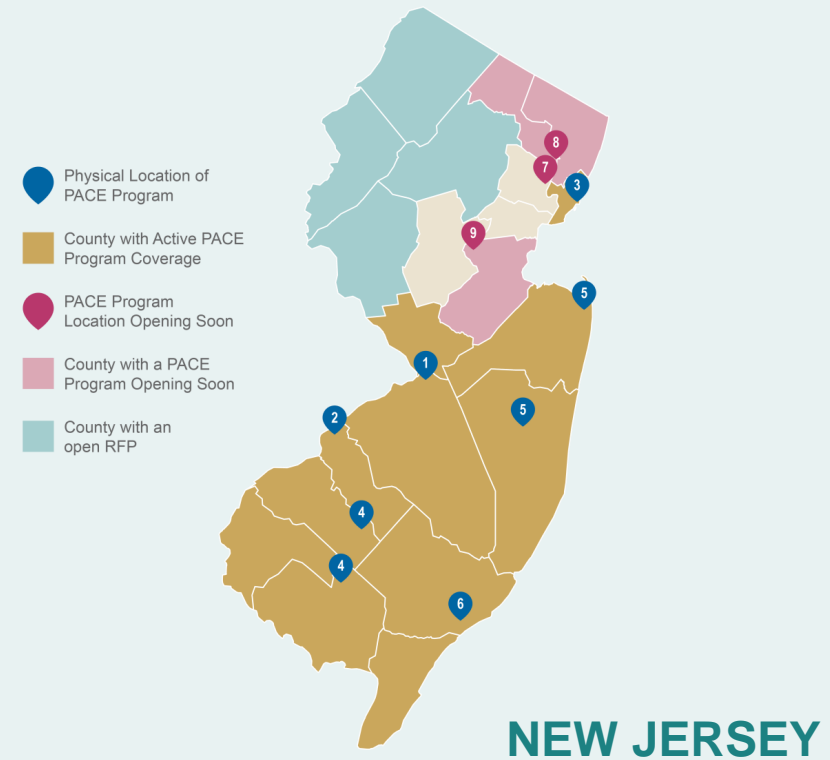 8
7
Physical Location of
PACE Program
3
County with Active PACE
Program Coverage
9
PACE Program
Location Opening Soon
5
County with a PACE
Program Opening Soon
1
County with an
open RFP
5
2
4
4
6
NEW JERSEY